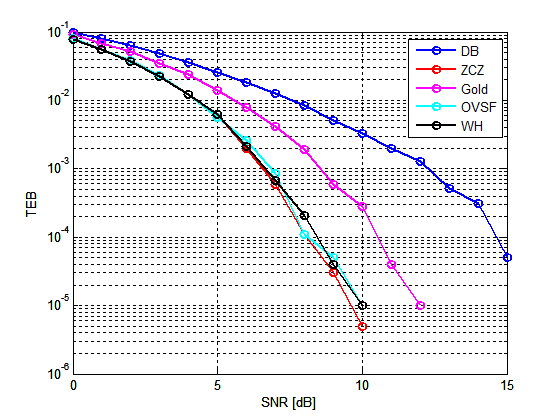 10^-1
10^-2
10^-3
10^-4
10^-5
10^-6
TEB
0
5
10
15
SNR [dB]
DB
ZCZ
Gold
OVSF
WH